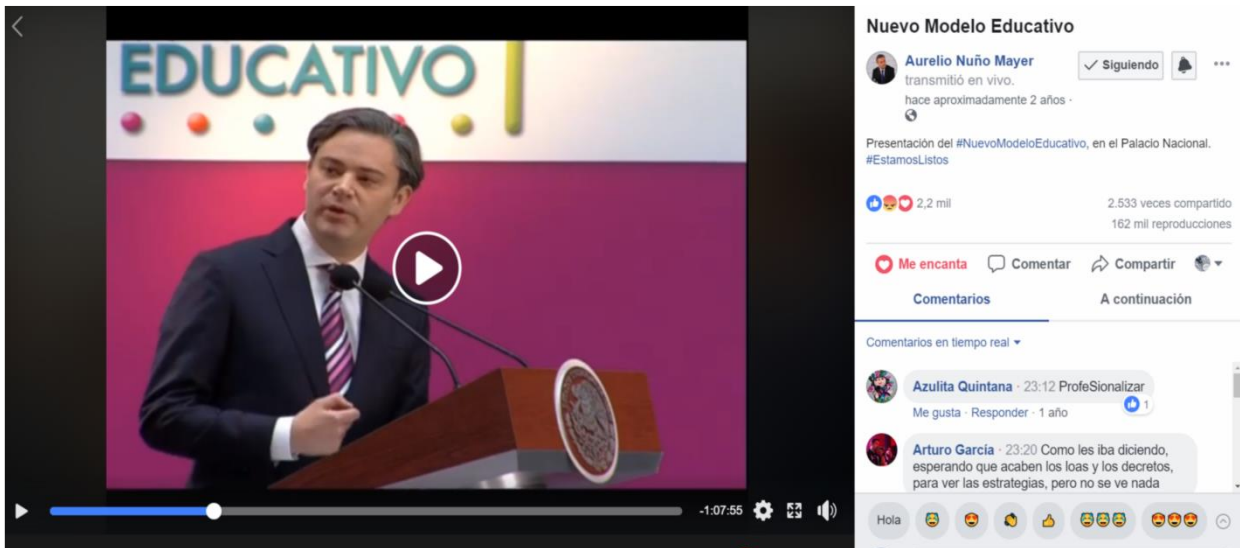 EDUCATIVO
-1:07:55
Nuevo Modelo Educativo
Aurelio Nuño Mayer
transmitió en vivo.
hace aproximadamente 2 años ·
Siguiendo
Presentación del #NuevoModeloEducativo, en el Palacio Nacional.
#EstamosListos
2,2 mil
2.533 veces compartido
162 mil reproducciones
Me encanta
Comentar
Compartir
Comentarios
A continuación
Comentarios en tiempo real
Azulita Quintana · 23:12 ProfeSionalizar
1
Me gusta · Responder · 1 año
Arturo García · 23:20 Como les iba diciendo,
esperando que acaben los loas y los decretos,
para ver las estrategias, pero no se ve nada
Hola